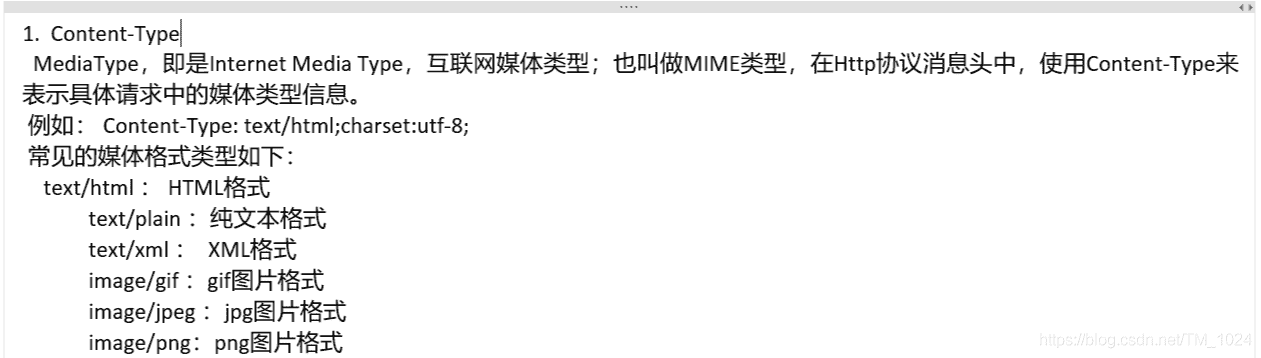 1. Content-Type
MediaType，即是Internet Media Type，互联网媒体类型；也叫做MIME类型，在Http协议消息头中，使用Content-Type来
表示具体请求中的媒体类型信息。
例如： Content-Type: text/html;charset:utf-8;
常见的媒体格式类型如下：
text/html ： HTML格式
text/plain ：纯文本格式
text/xml ： XML格式
image/gif ：gif图片格式
image/jpeg ：jpg图片格式
image/png：png图片格式
https://blog.csdn.net/TM_1024